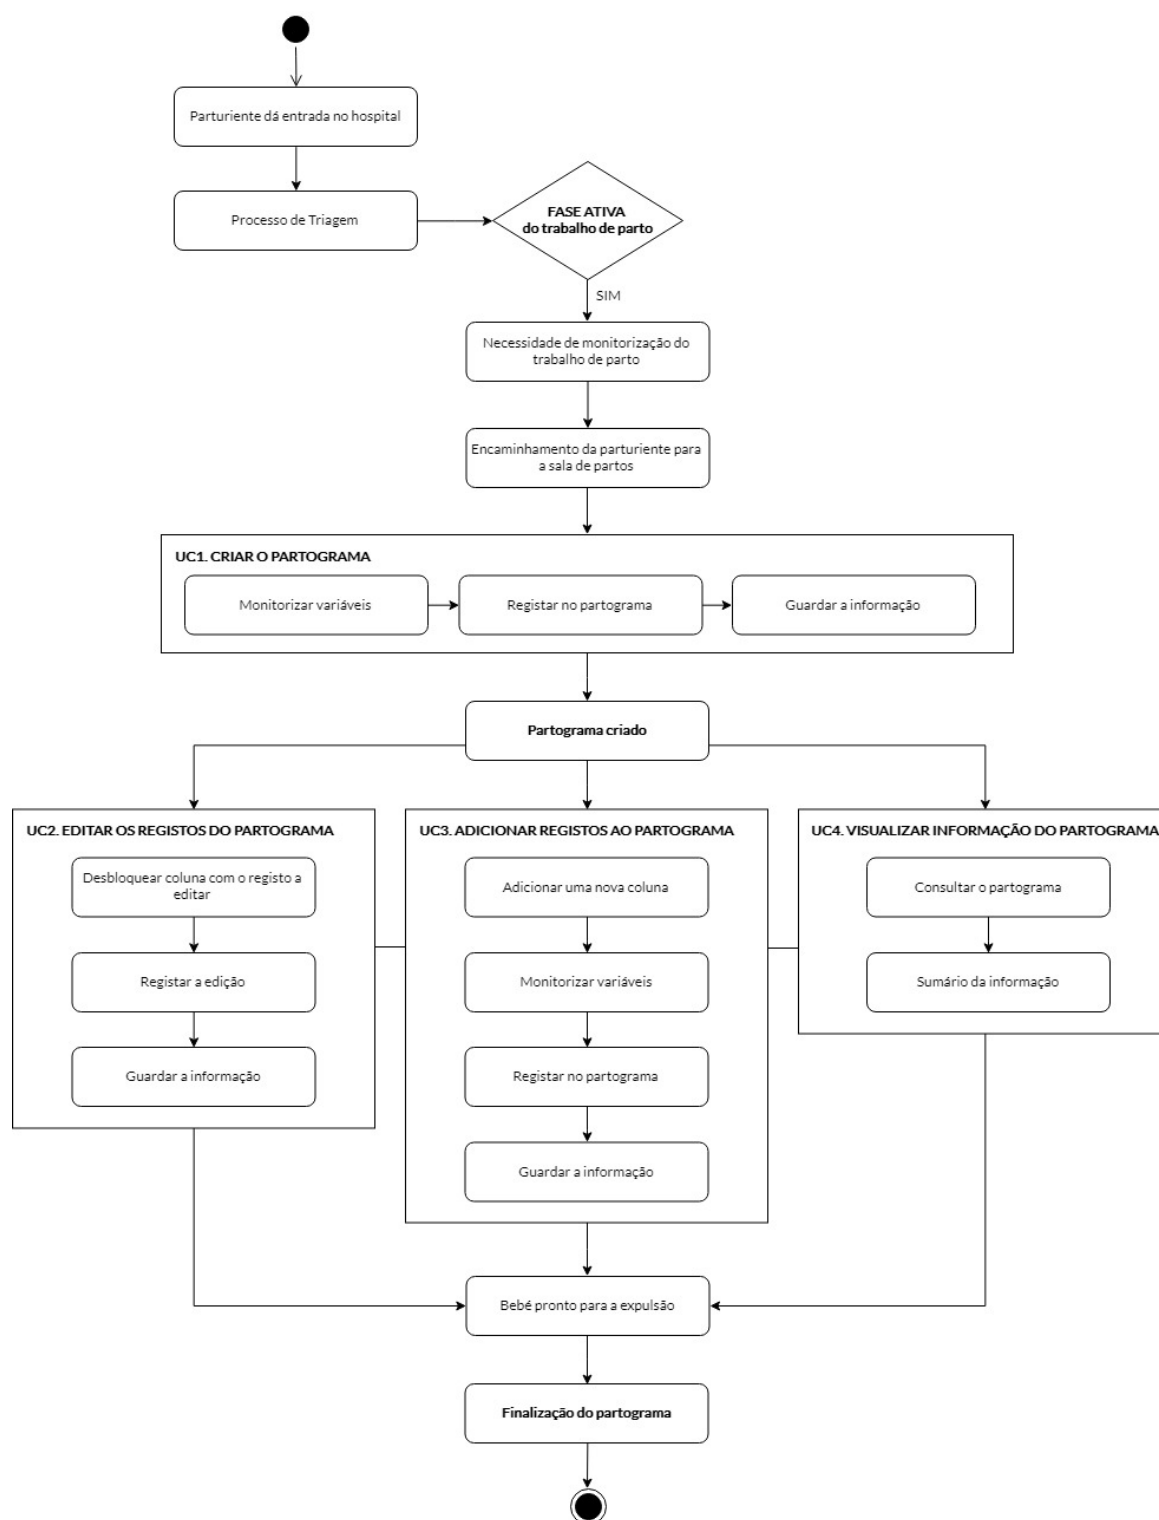 Parturiente dá entrada no hospital
Processo de Triagem
FASE ATIVA
do trabalho de parto
SIM
Necessidade de monitorização do
trabalho de parto
Encaminhamento da parturiente para
a sala de partos
UC1. CRIAR O PARTOGRAMA
Monitorizar variáveis
Registar no partograma
Guardar a informação
Partograma criado
UC2. EDITAR OS REGISTOS DO PARTOGRAMA
Desbloquear coluna com o registo a
editar
Registar a edição
Guardar a informação
UC3. ADICIONAR REGISTOS AO PARTOGRAMA
Adicionar uma nova coluna
Monitorizar variáveis
Registar no partograma
Guardar a informação
UC4. VISUALIZAR INFORMAÇÃO DO PARTOGRAMA
Consultar o partograma
Sumário da informação
Bebé pronto para a expulsão
Finalização do partograma